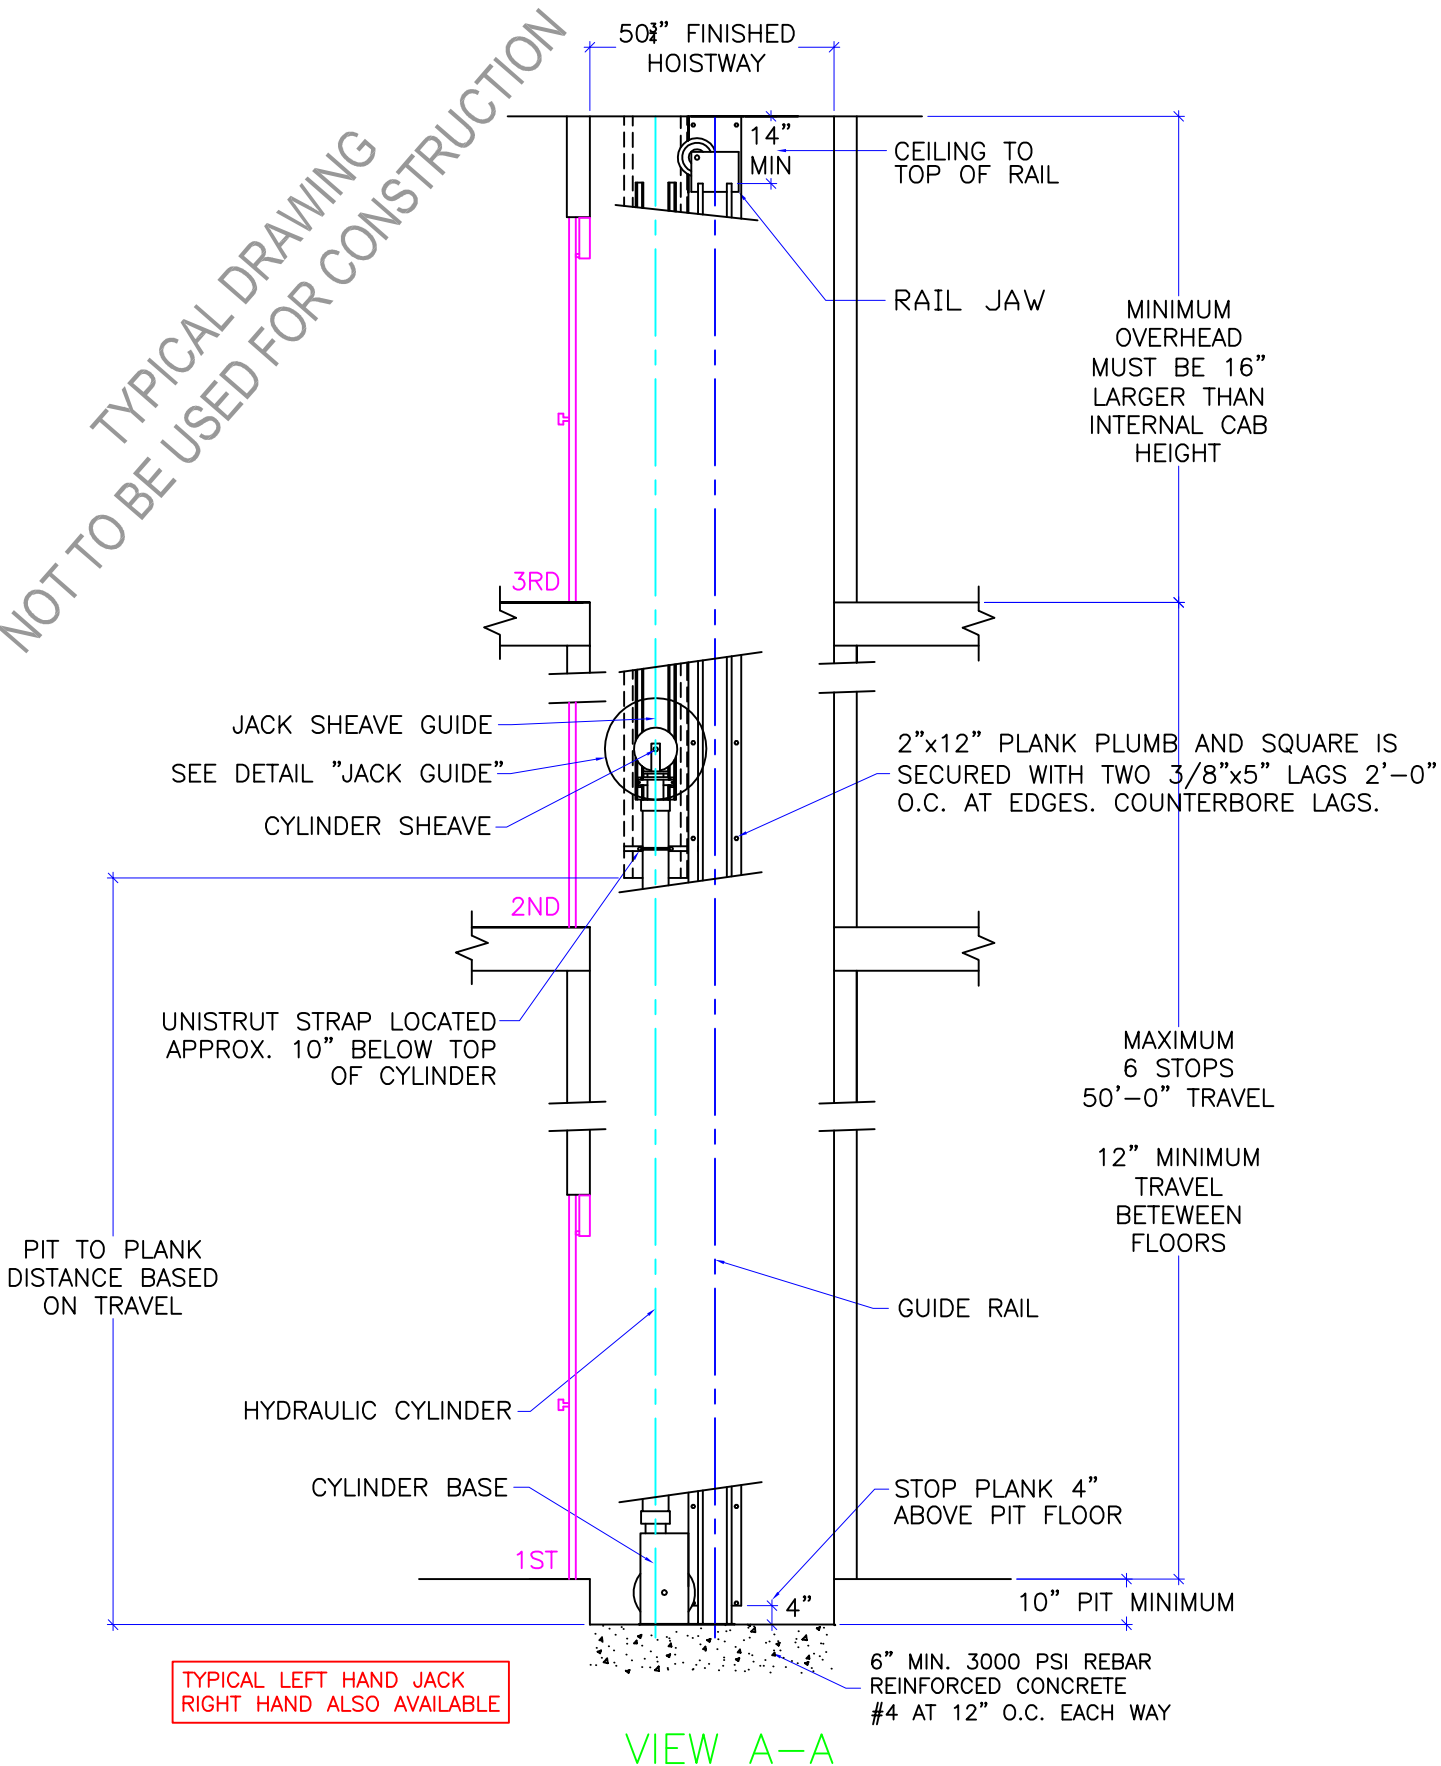 TYPICAL DRAWING
NOT TO BE USED FOR CONSTRUCTION
50¾” FINISHED
HOISTWAY
14”
MIN
CEILING TO
TOP OF RAIL
RAIL JAW
MINIMUM
OVERHEAD
MUST BE 16”
LARGER THAN
INTERNAL CAB
HEIGHT
3RD
JACK SHEAVE GUIDE
SEE DETAIL ”JACK GUIDE”
CYLINDER SHEAVE
2”x12” PLANK PLUMB AND SQUARE IS
SECURED WITH TWO 3/8”x5” LAGS 2’-0”
O.C. AT EDGES. COUNTERBORE LAGS.
2ND
UNISTRUT STRAP LOCATED
APPROX. 10” BELOW TOP
OF CYLINDER
MAXIMUM
6 STOPS
50’-0” TRAVEL
12” MINIMUM
TRAVEL
BETEWEEN
FLOORS
PIT TO PLANK
DISTANCE BASED
ON TRAVEL
GUIDE RAIL
HYDRAULIC CYLINDER
CYLINDER BASE
STOP PLANK 4”
ABOVE PIT FLOOR
1ST
4”
10” PIT MINIMUM
6” MIN. 3000 PSI REBAR
REINFORCED CONCRETE
#4 AT 12” O.C. EACH WAY
TYPICAL LEFT HAND JACK
RIGHT HAND ALSO AVAILABLE
VIEW A-A